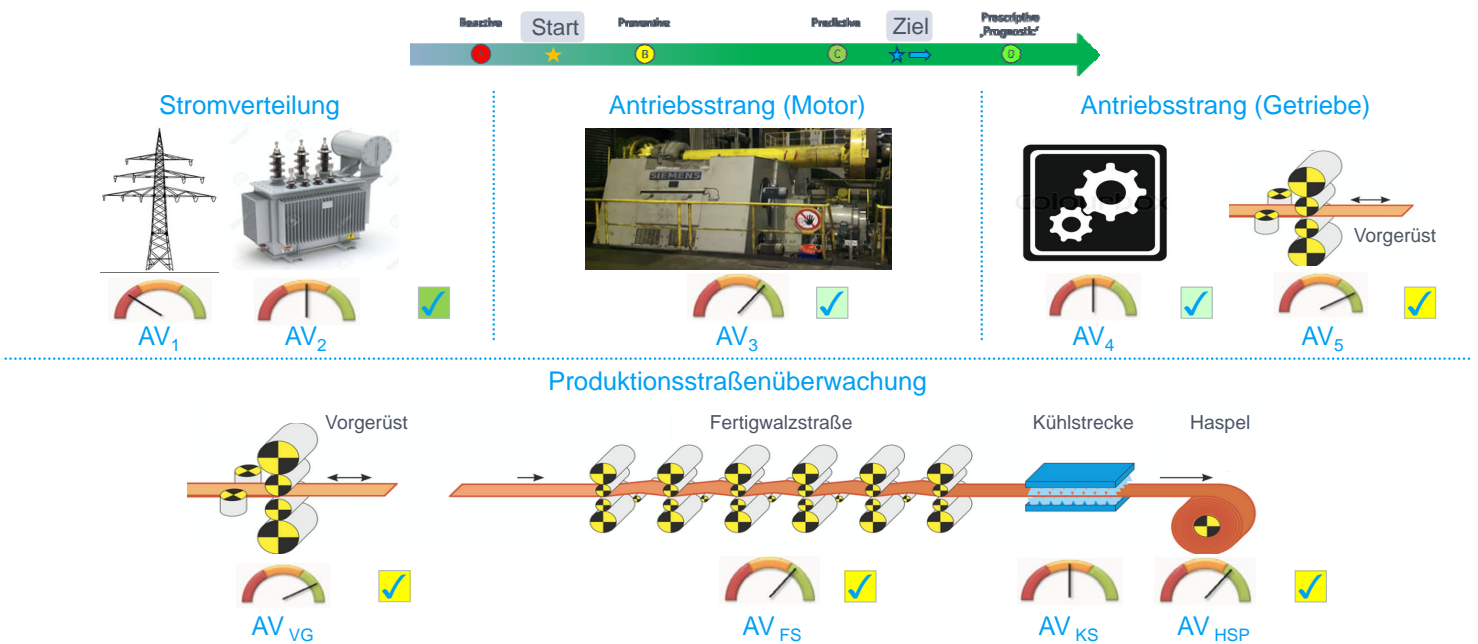 Reactive
Start
Preventive
Predictive
Ziel
Prescriptive
„Prognostic“
B
C
D
Stromverteilung
Antriebsstrang (Motor)
Antriebsstrang (Getriebe)
SIEMENS
colourbox
Vorgerüst
AV1
AV2
AV3
AV4
AV5
Produktionsstraßenüberwachung
Vorgerüst
Fertigwalzstraße
Kühlstrecke
Haspel
AV VG
AV FS
AV KS
AV HSP